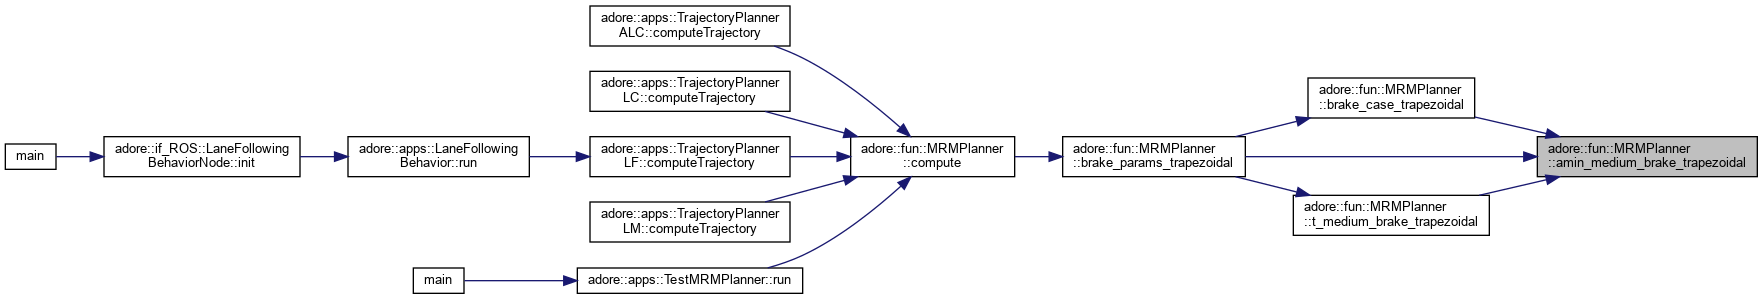 adore::apps::TrajectoryPlanner
ALC::computeTrajectory
adore::apps::TrajectoryPlanner
LC::computeTrajectory
adore::fun::MRMPlanner
::brake_case_trapezoidal
main
adore::if_ROS::LaneFollowing
BehaviorNode::init
adore::apps::LaneFollowing
Behavior::run
adore::apps::TrajectoryPlanner
LF::computeTrajectory
adore::fun::MRMPlanner
::compute
adore::fun::MRMPlanner
::brake_params_trapezoidal
adore::fun::MRMPlanner
::amin_medium_brake_trapezoidal
adore::apps::TrajectoryPlanner
LM::computeTrajectory
adore::fun::MRMPlanner
::t_medium_brake_trapezoidal
main
adore::apps::TestMRMPlanner::run